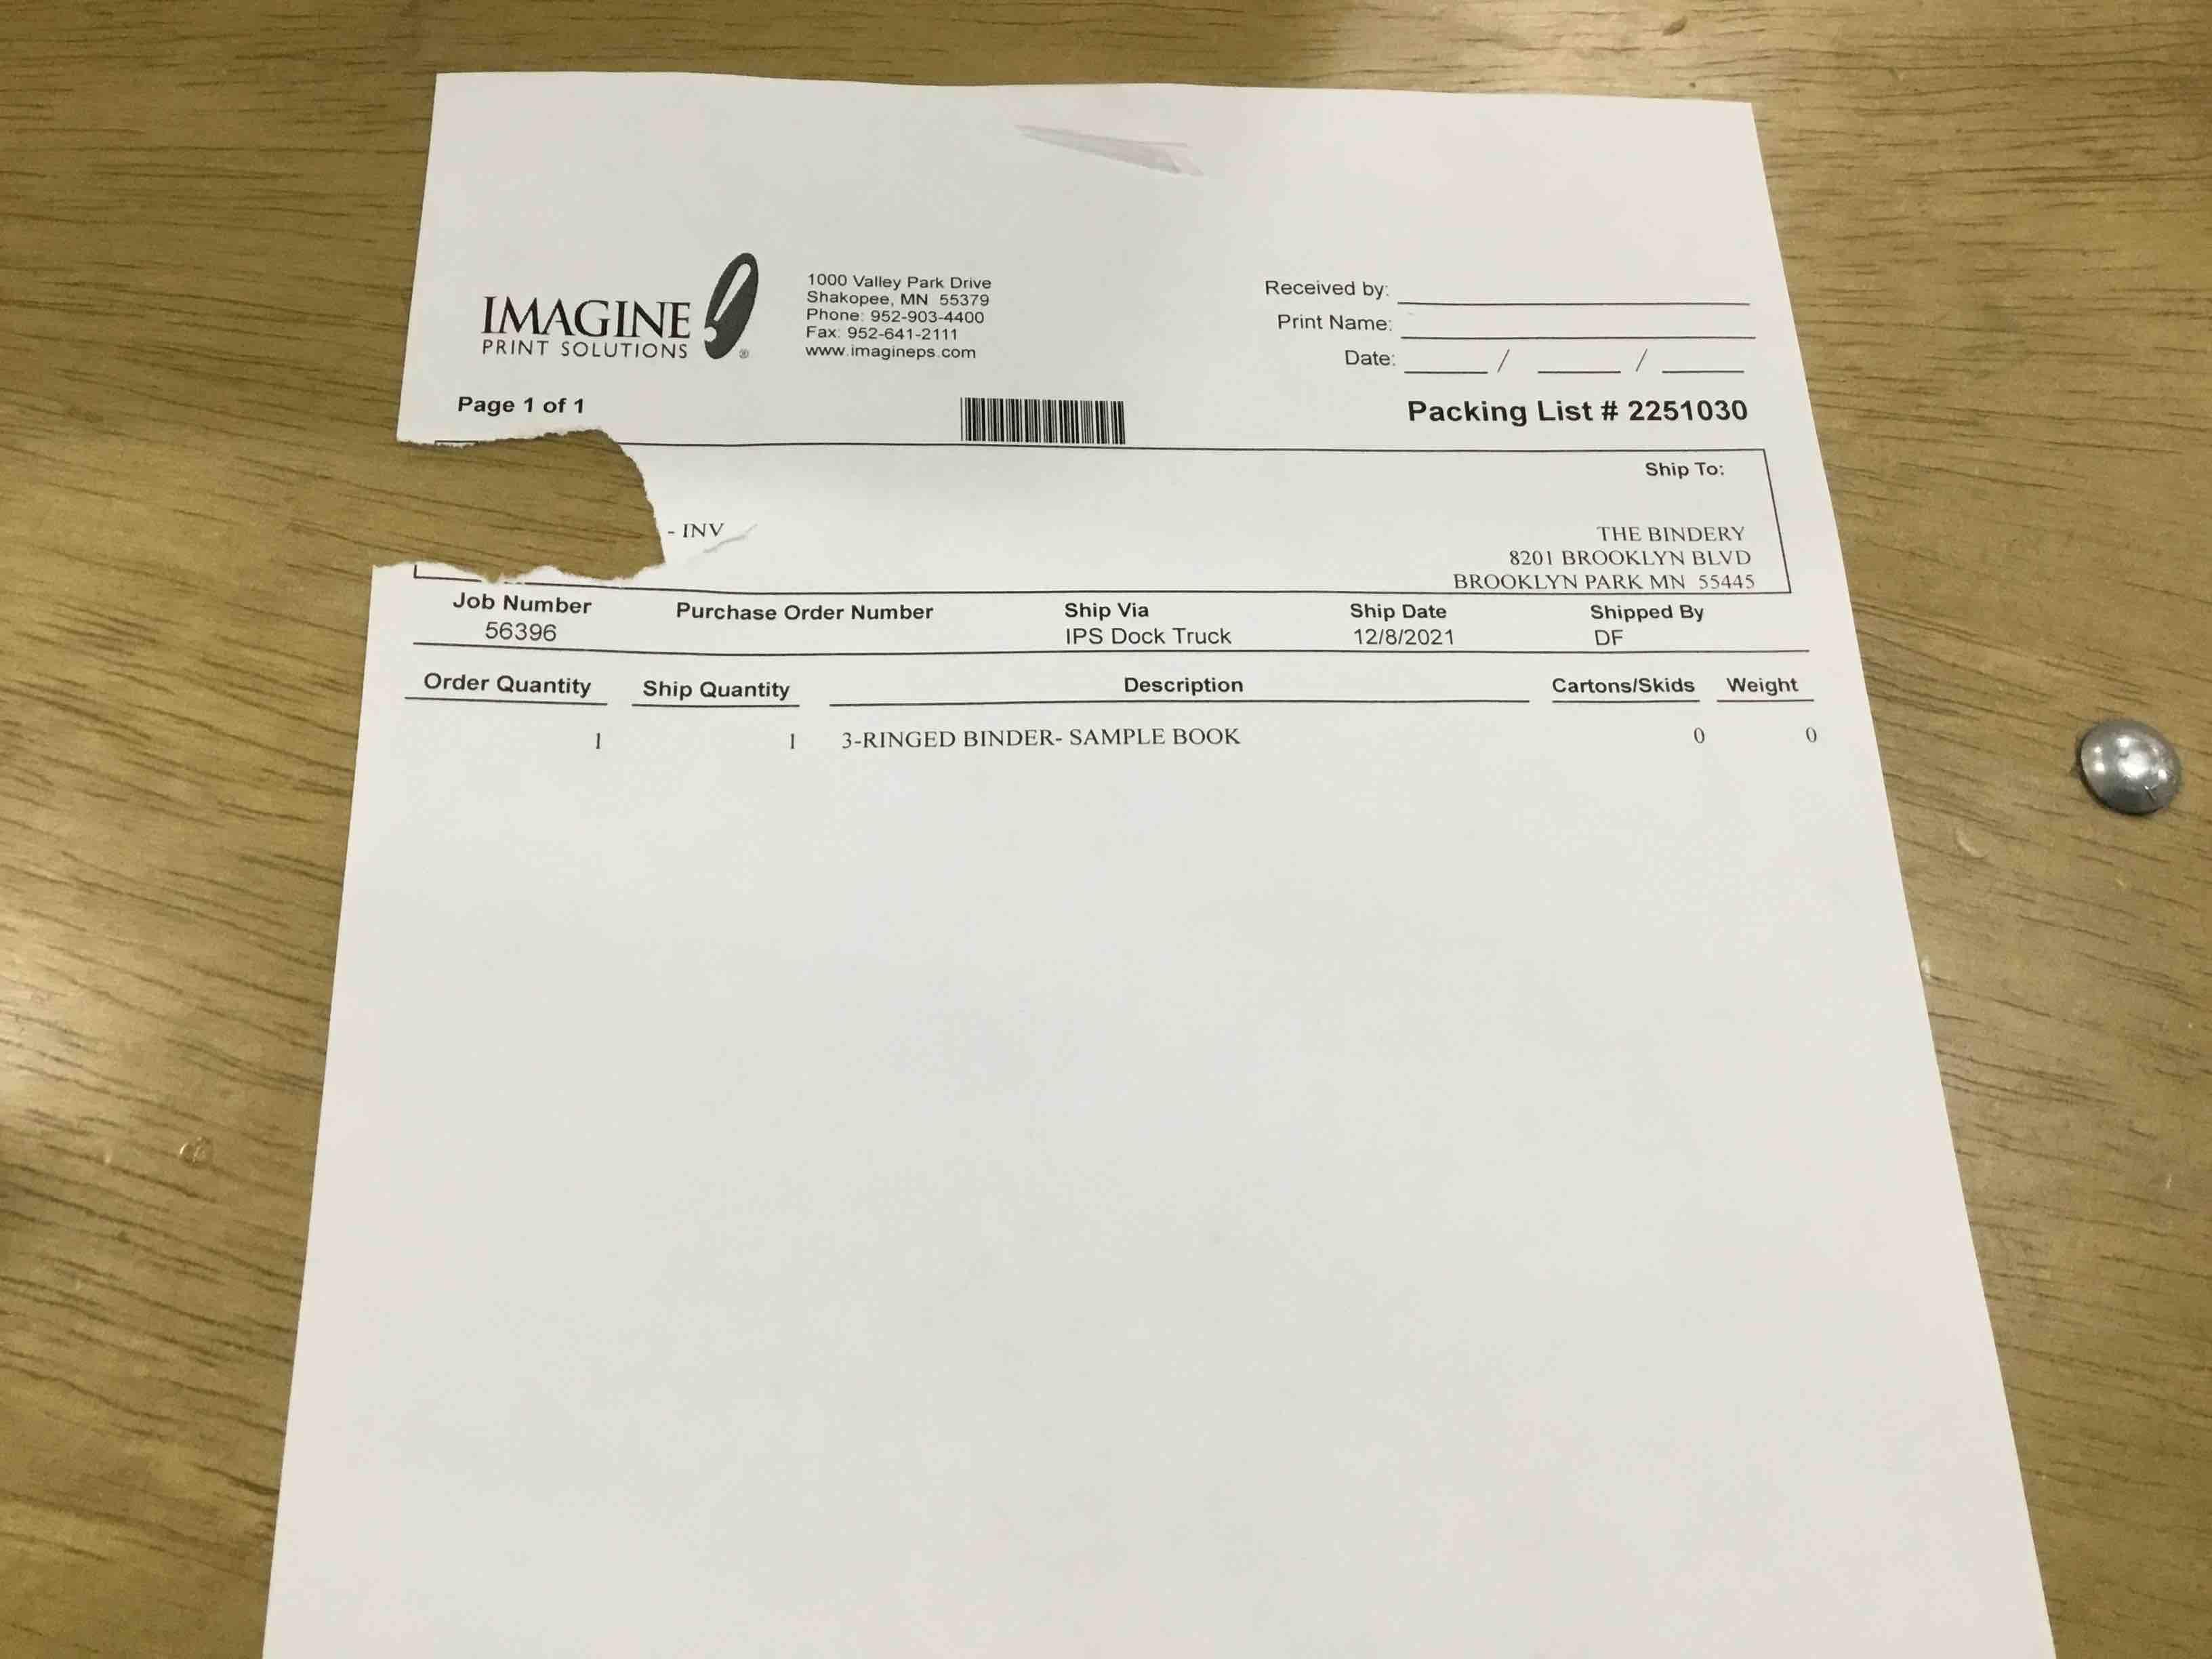 IMAGINE
PRINT SOLUTIONS
®
1000 Valley Park Drive
Shakopee, MN 55379
Phone: 952-903-4400
Fax: 952-641-2111
www.imagineps.com
Received by:
Print Name:
Date: / /
Page 1 of 1
Packing List # 2251030
Ship To:
- INV
THE BINDERY
8201 BROOKLYN BLVD
BROOKLYN PARK MN 55445
Job Number Purchase Order Number Ship Via Ship Date Shipped By
56396 IPS Dock Truck 12/8/2021 DF
Order Quantity Ship Quantity Description Cartons/Skids Weight
1 1 3-RINGED BINDER- SAMPLE BOOK 0 0